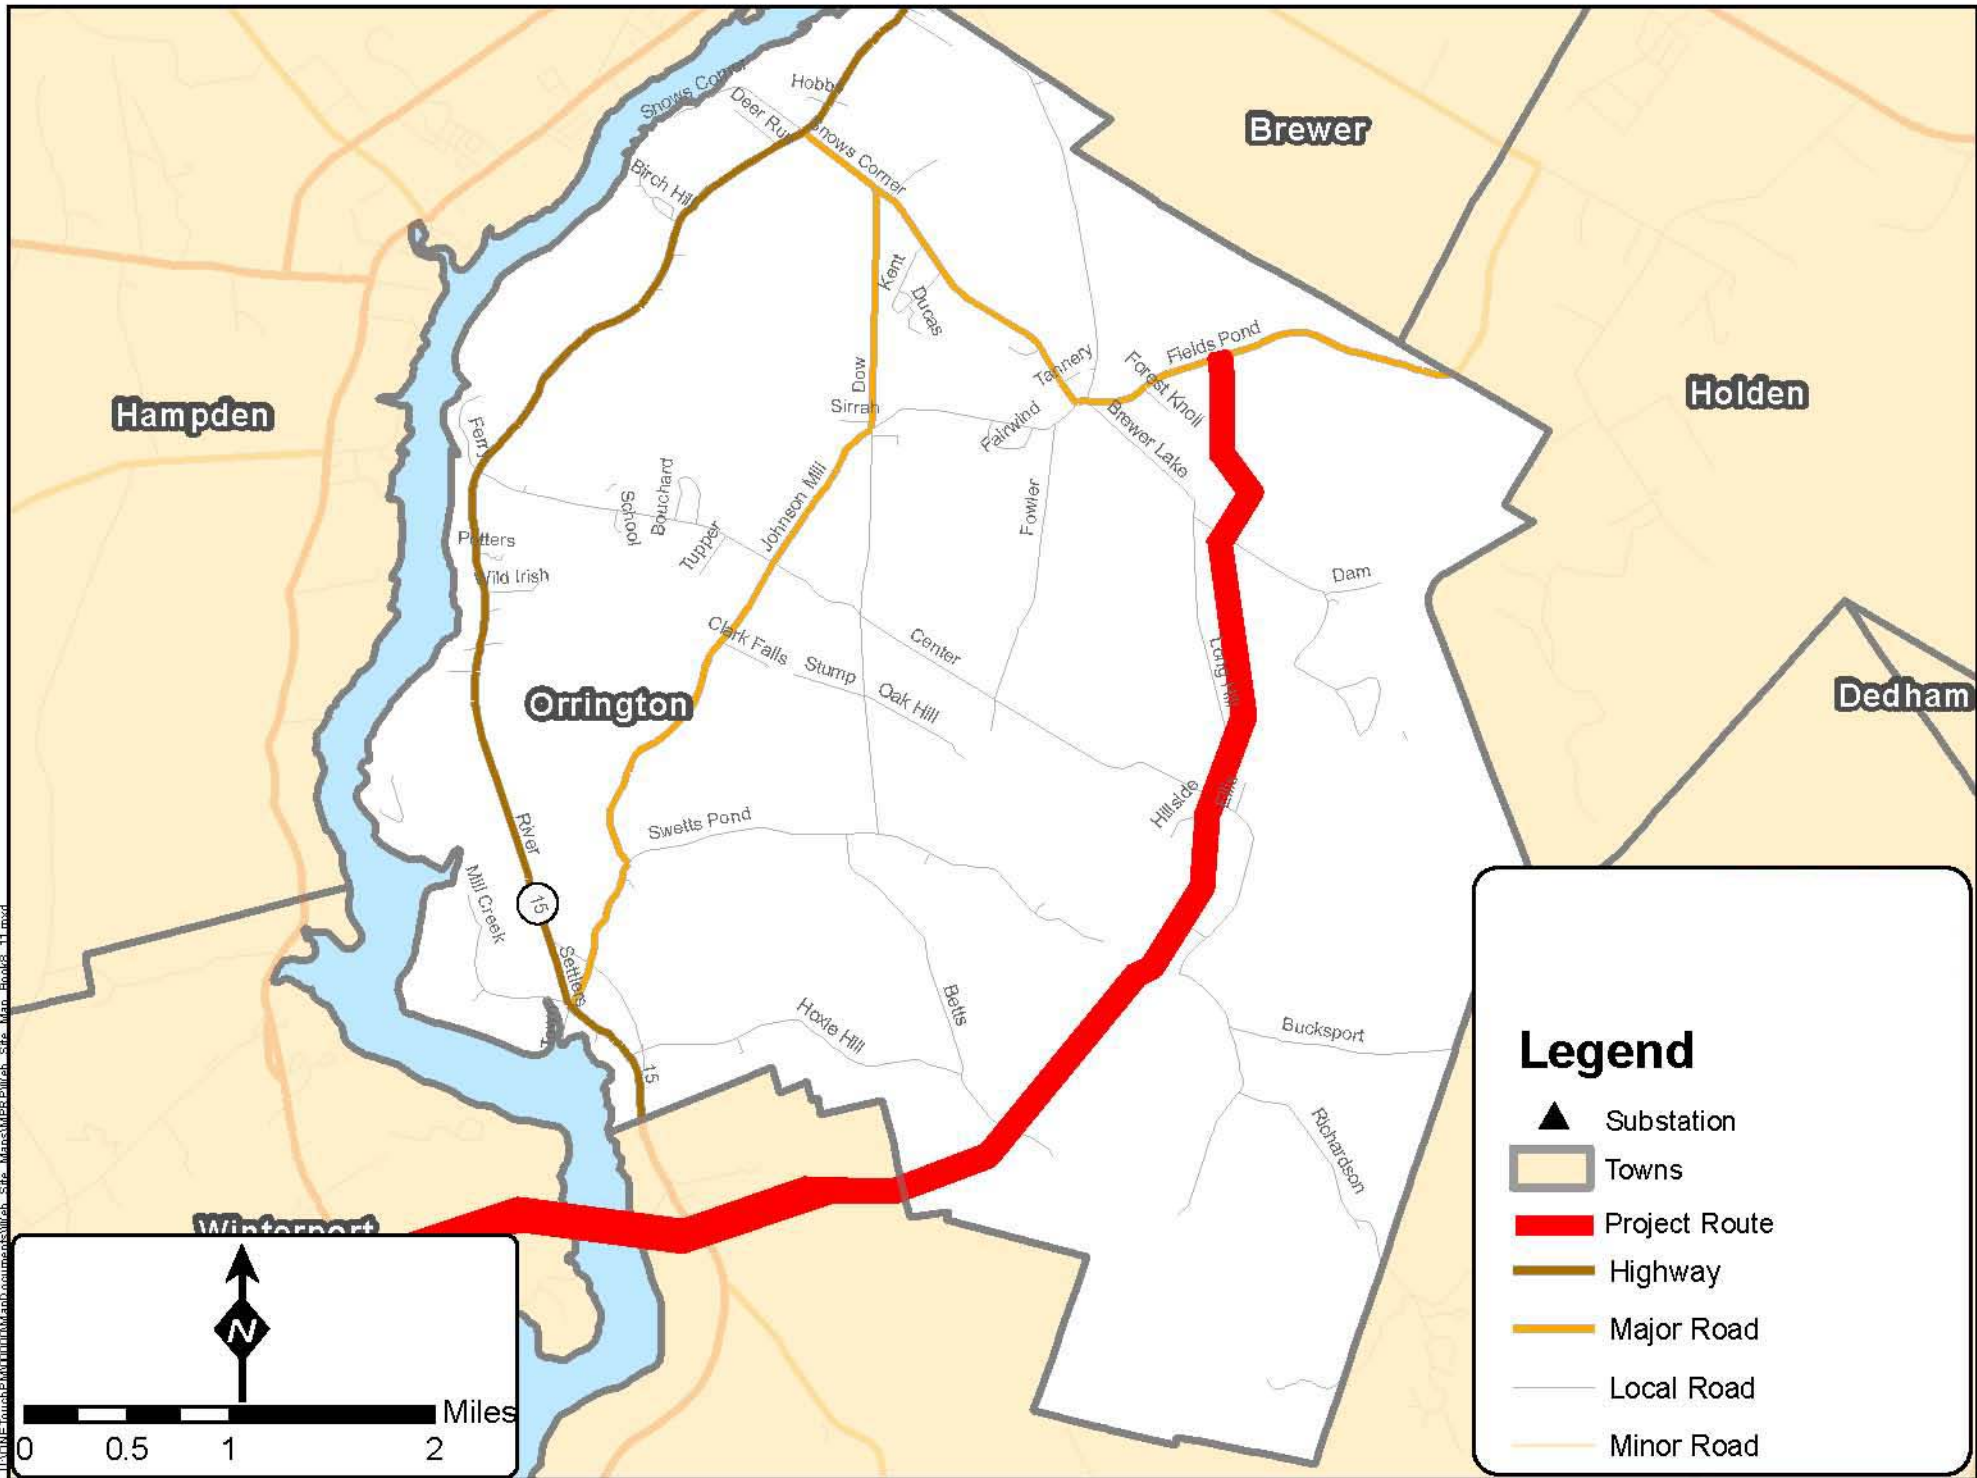 Snows Corner
Hobb
Deer Run
Snows Corner
Brewer
Birch Hill
Kent
Ducas
Fields Pond
Tannery
Forest Knoll
Dow
Sirrah
Holden
Hampden
Fairwind
Brewer Lake
Ferry
Johnson Mill
Bouchard
School
Fowler
Tupper
Potters
Wild Irish
Dam
Clark Falls
Center
Stump
Oak Hill
Long Hill
Orrington
Dedham
Hillside
Ellis
River
Swetts Pond
Mill Creek
15
Settlers
Betts
Hoxie Hill
Bucksport
15
Richardson
Winterport
N
Miles
0 0.5 1 2
Legend
Substation
Towns
Project Route
Highway
Major Road
Local Road
Minor Road